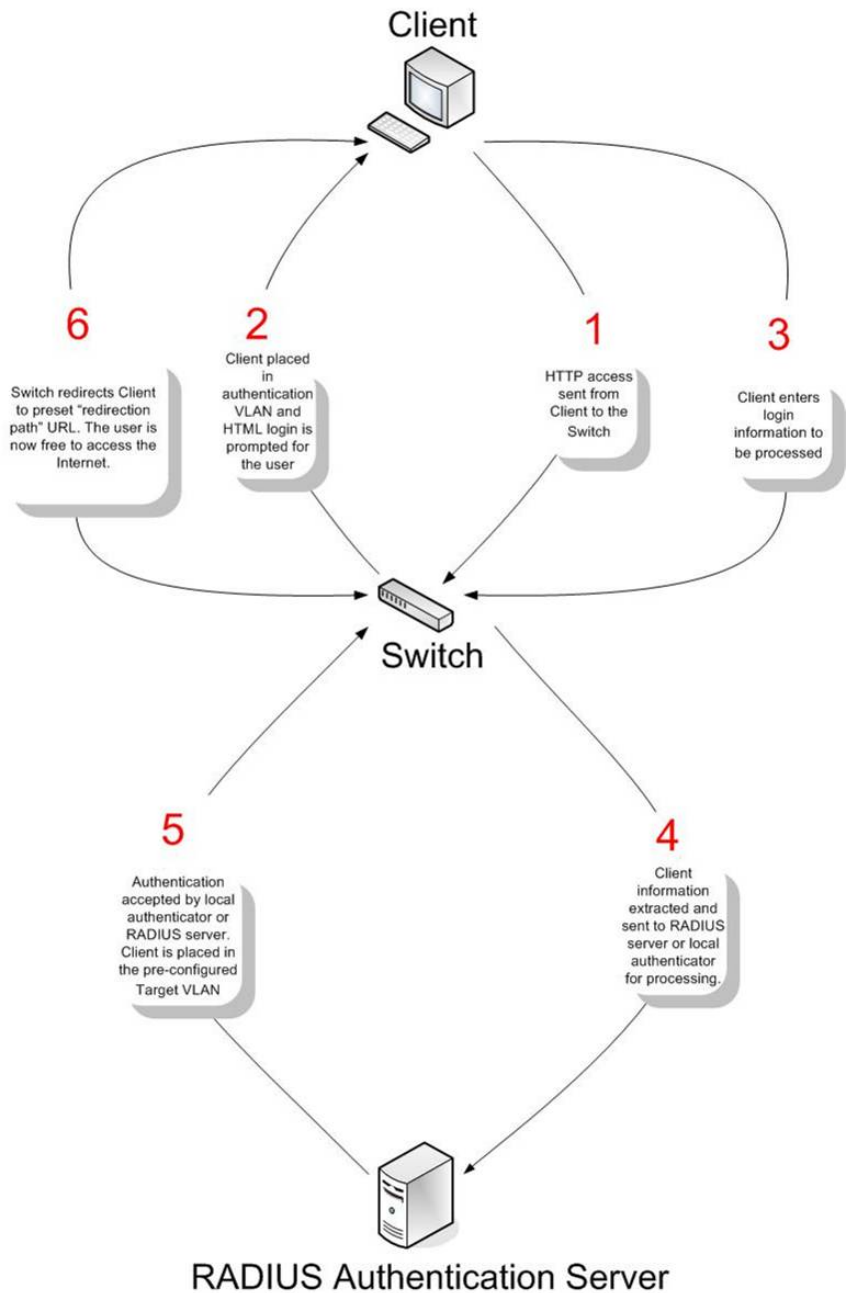 Client
6
Switch redirects Client
to preset “redirection
path” URL. The user is
now free to access the
Internet.
2
Client placed
in
authentication
VLAN and
HTML login is
prompted for
the user
1
HTTP access
sent from
Client to the
Switch
3
Client enters
login
information to
be processed
Switch
5
Authentication
accepted by local
authenticator or
RADIUS server.
Client is placed in
the pre-configured
Target VLAN
4
Client
information
extracted and
sent to RADIUS
server or local
authenticator
for processing.
RADIUS Authentication Server